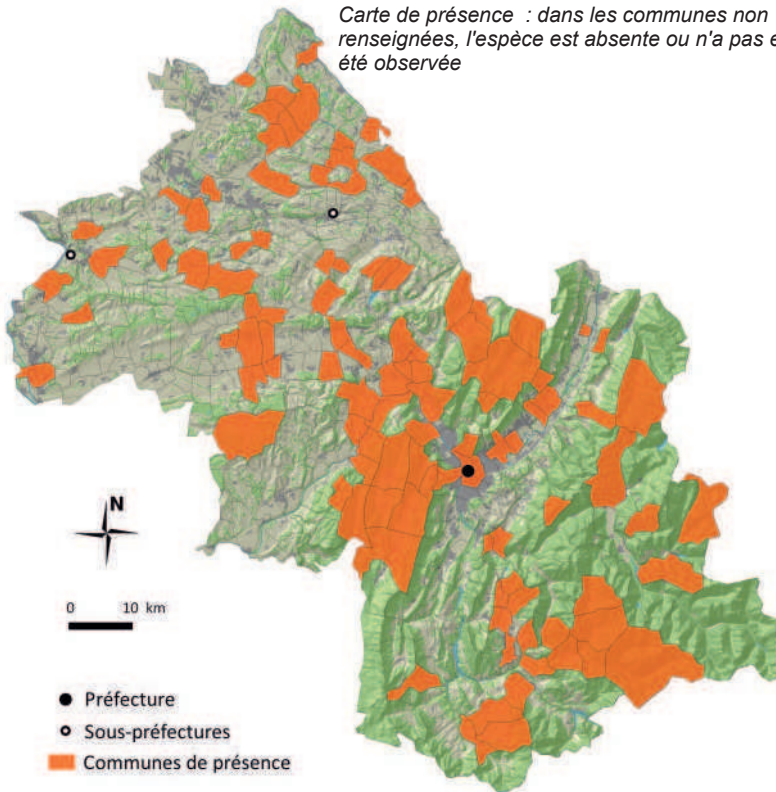 Carte de présence : dans les communes non
renseignées, l'espèce est absente ou n'a pas e
été observée
N
0 10 km
Préfecture
Sous-préfectures
Communes de présence